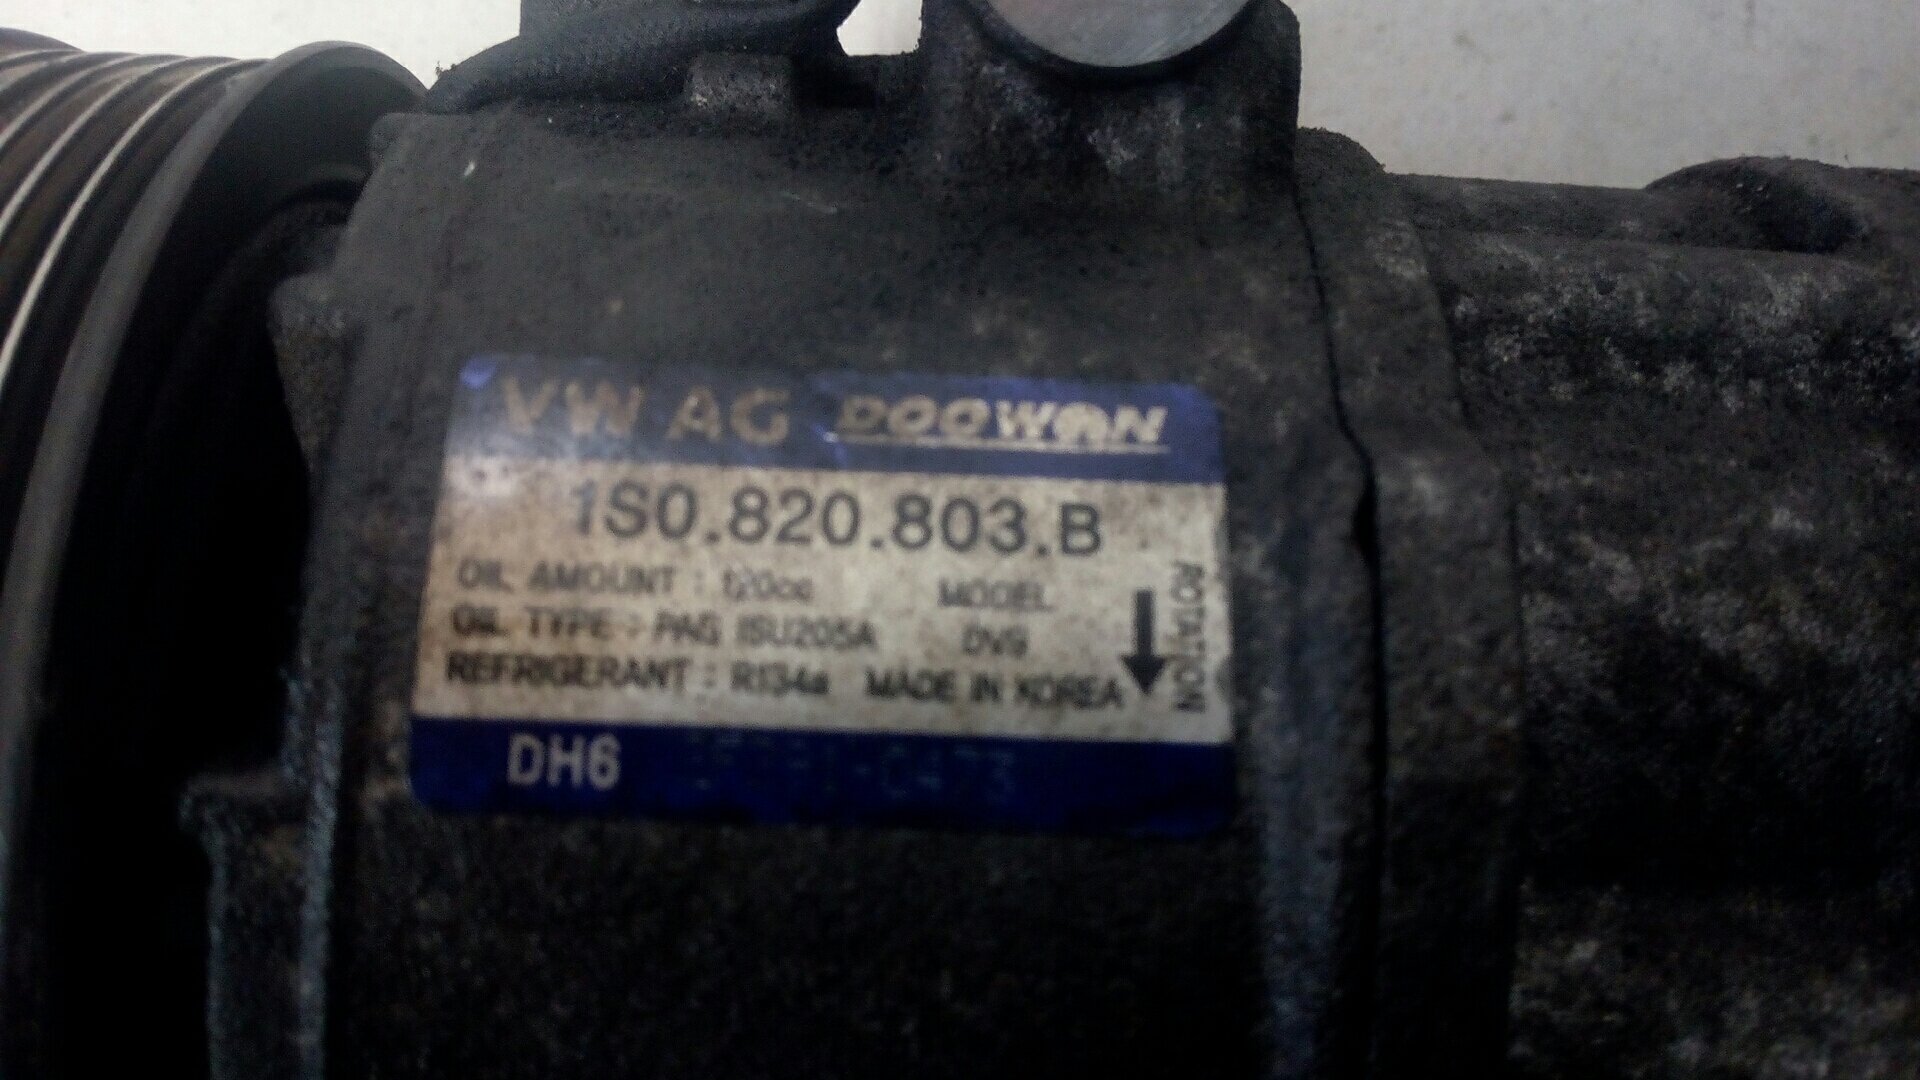 VW AG DOOWON
1S0.820.803.B
OIL AMOUNT : 120cc MODEL
OIL TYPE : PAG ISU205A DV9
REFRIGERANT : R134a MADE IN KOREA
ROTATION
DH6